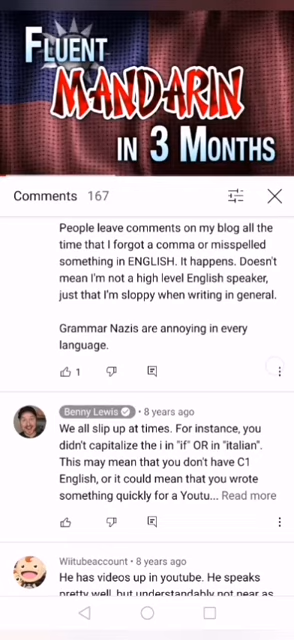 FLUENT
MANDARIN
IN 3 MONTHS
Comments 167
People leave comments on my blog all the
time that I forgot a comma or misspelled
something in ENGLISH. It happens. Doesn't
mean I'm not a high level English speaker,
just that I'm sloppy when writing in general.
Grammar Nazis are annoying in every
language.
1
Benny Lewis • 8 years ago
We all slip up at times. For instance, you
didn't capitalize the i in "if" OR in "italian".
This may mean that you don't have C1
English, or it could mean that you wrote
something quickly for a Youtu... Read more
Wiitubeaccount • 8 years ago
He has videos up in youtube. He speaks
pretty well, but understandably not near as